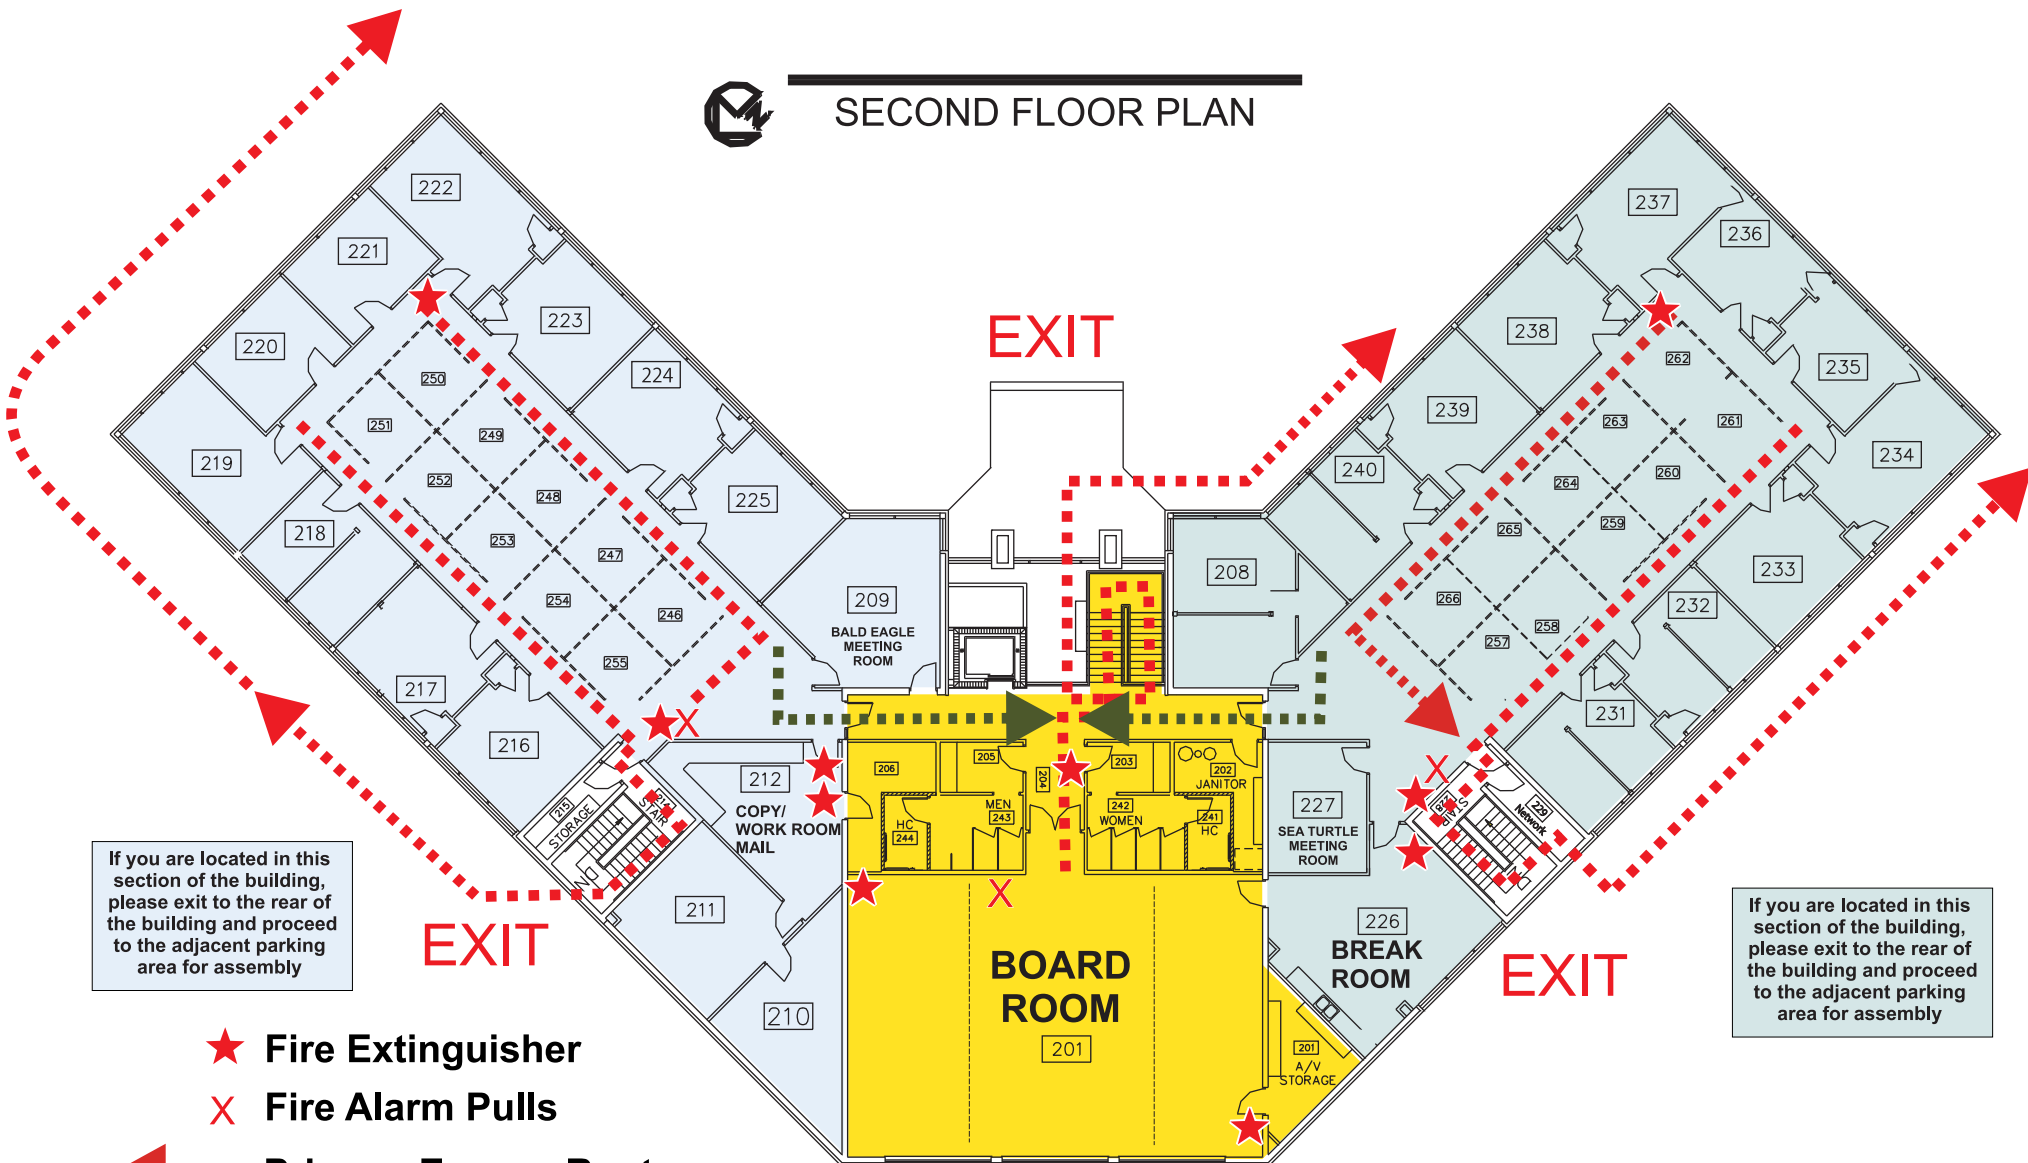 SECOND FLOOR PLAN
222
221
220
219
218
217
216
223
224
225
250
251
249
252
248
253
247
254
246
255
209
BALD EAGLE
MEETING
ROOM
EXIT
208
237
236
238
235
239
234
240
233
232
231
262
263
261
264
260
265
259
266
258
257
215
STORAGE
214
STAIR
DN
212
COPY/
WORK ROOM
MAIL
211
210
206
205
204
203
202
JANITOR
MEN
243
242
WOMEN
HC
244
241
HC
227
SEA TURTLE
MEETING
ROOM
228
STAIR
229
Network
DN
226
BREAK
ROOM
BOARD
ROOM
201
201
A/V
STORAGE
X
X
X
EXIT
EXIT
If you are located in this
section of the building,
please exit to the rear of
the building and proceed
to the adjacent parking
area for assembly
If you are located in this
section of the building,
please exit to the rear of
the building and proceed
to the adjacent parking
area for assembly
Fire Extinguisher
X Fire Alarm Pulls